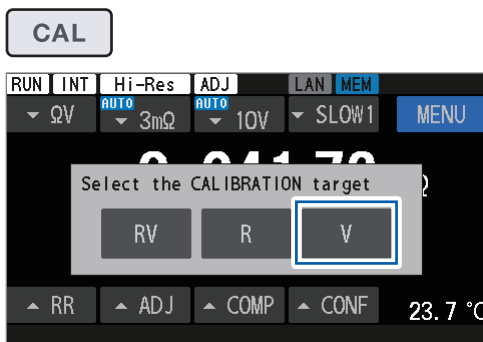 CAL
RUN INT Hi-Res ADJ LAN MEM
ΩV AUTO 3mΩ AUTO 10V SLOW1 MENU
Select the CALIBRATION target
RV R V
RR ADJ COMP CONF 23.7 °C